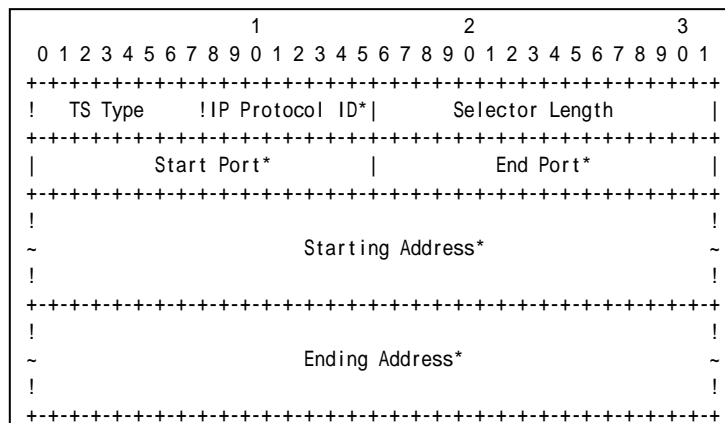 1                   2                   3
0 1 2 3 4 5 6 7 8 9 0 1 2 3 4 5 6 7 8 9 0 1 2 3 4 5 6 7 8 9 0 1
+-+-+-+-+-+-+-+-+-+-+-+-+-+-+-+-+-+-+-+-+-+-+-+-+-+-+-+-+-+-+-+-+
!   TS Type     !IP Protocol ID*|       Selector Length         |
+-+-+-+-+-+-+-+-+-+-+-+-+-+-+-+-+-+-+-+-+-+-+-+-+-+-+-+-+-+-+-+-+
|           Start Port*         |           End Port*           |
+-+-+-+-+-+-+-+-+-+-+-+-+-+-+-+-+-+-+-+-+-+-+-+-+-+-+-+-+-+-+-+-+
!                                                               !
~                         Starting Address*                     ~
!                                                               !
+-+-+-+-+-+-+-+-+-+-+-+-+-+-+-+-+-+-+-+-+-+-+-+-+-+-+-+-+-+-+-+-+
!                                                               !
~                         Ending Address*                       ~
!                                                               !
+-+-+-+-+-+-+-+-+-+-+-+-+-+-+-+-+-+-+-+-+-+-+-+-+-+-+-+-+-+-+-+-+